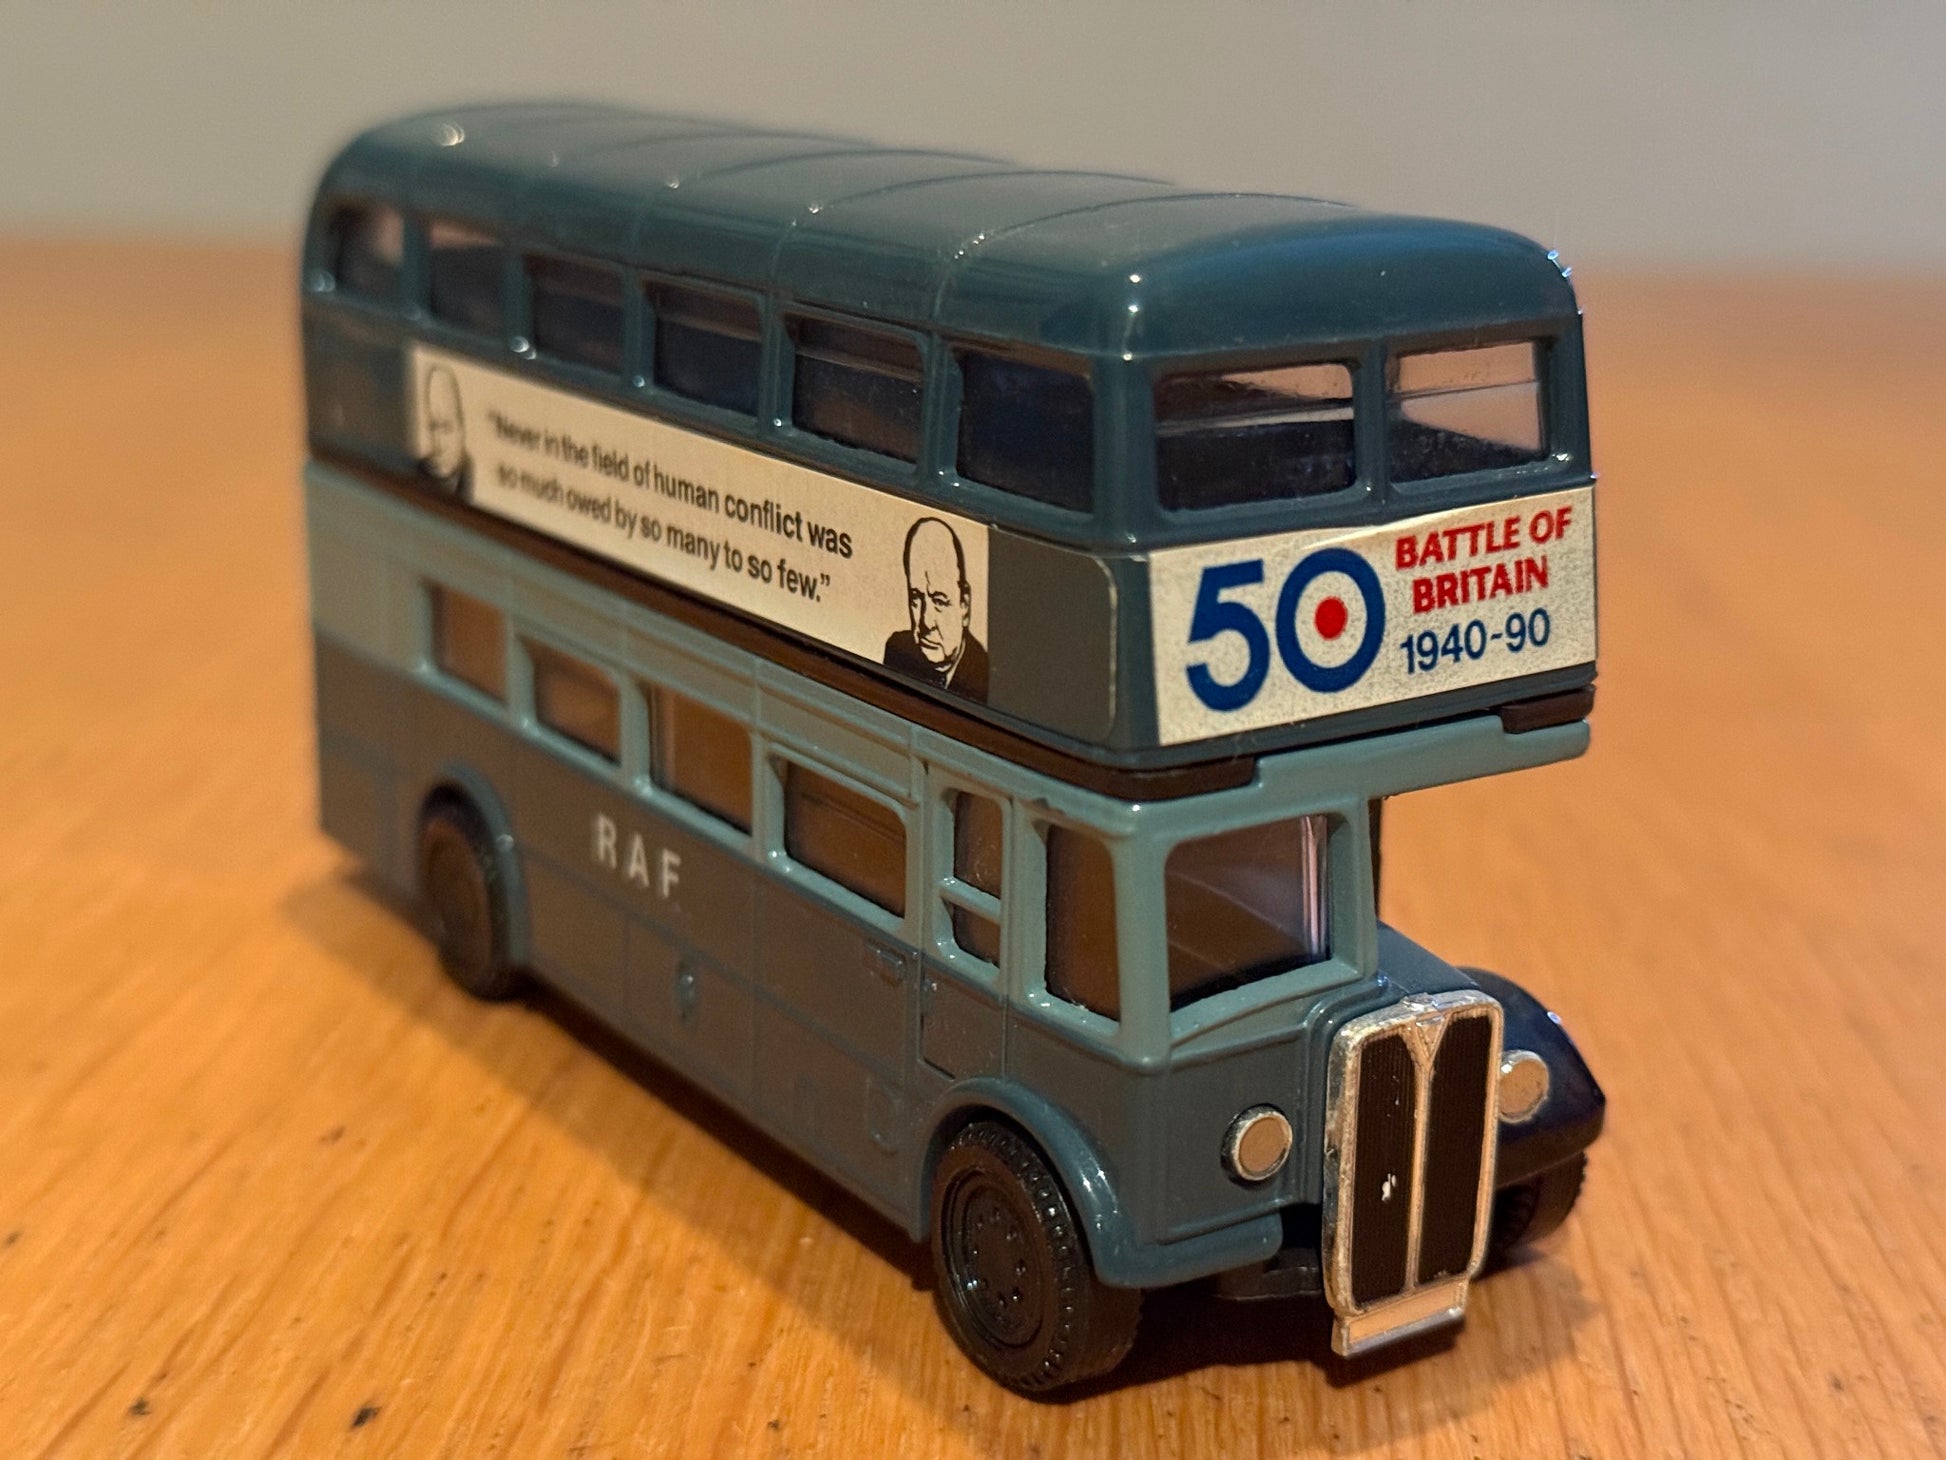 "Never in the field of human conflict was
so much owed by so many to so few."
50
BATTLE OF
BRITAIN
1940-90
RAF